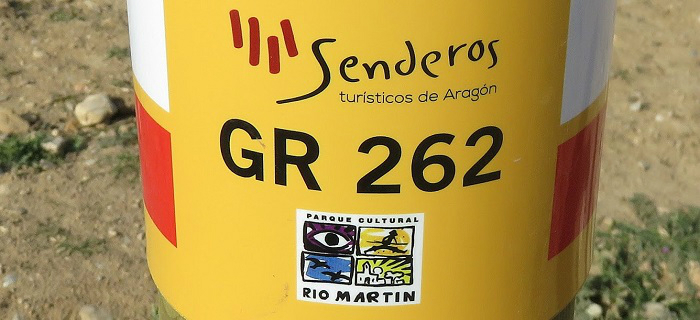 Senderos
turísticos de Aragón
GR 262
PARQUE CULTURAL
RIO MARTIN